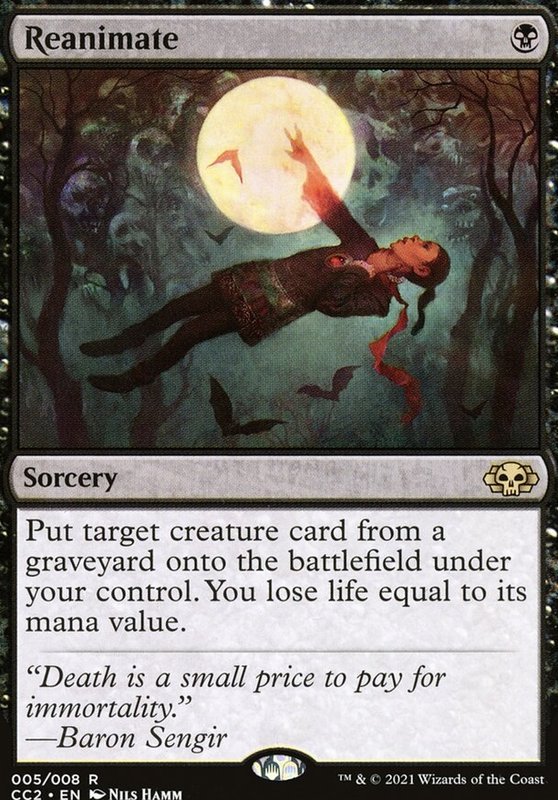 Reanimate
Sorcery
Put target creature card from a
graveyard onto the battlefield under
your control. You lose life equal to its
mana value.
“Death is a small price to pay for
immortality.”
—Baron Sengir
005/008 R
CC2 • EN NILS HAMM
™ & © 2021 Wizards of the Coast